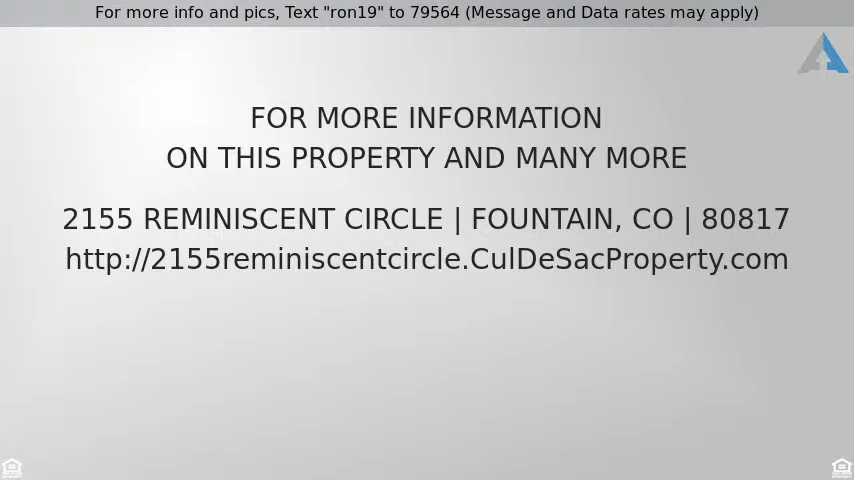 For more info and pics, Text "ron19" to 79564 (Message and Data rates may apply)
FOR MORE INFORMATION
ON THIS PROPERTY AND MANY MORE
2155 REMINISCENT CIRCLE | FOUNTAIN, CO | 80817
http://2155reminiscentcircle.CulDeSacProperty.com